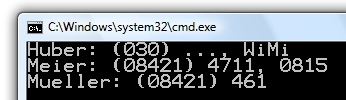 C:\Windows\system32\cmd.exe
Huber: (030) ..., WiMi
Meier: (08421) 4711, 0815
Mueller: (08421) 461